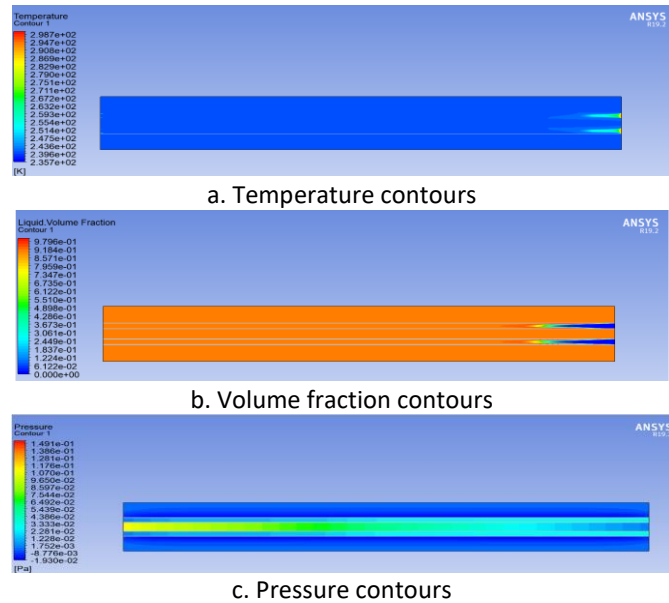 Temperature
Contour 1
ANSYS
R19.2
2.987e+02
2.947e+02
2.908e+02
2.869e+02
2.829e+02
2.790e+02
2.751e+02
2.711e+02
2.672e+02
2.632e+02
2.593e+02
2.554e+02
2.514e+02
2.475e+02
2.436e+02
2.396e+02
2.357e+02
[K]
a. Temperature contours
Liquid.Volume Fraction
Contour 1
ANSYS
R19.2
9.796e-01
9.184e-01
8.571e-01
7.959e-01
7.347e-01
6.735e-01
6.122e-01
5.510e-01
4.898e-01
4.286e-01
3.673e-01
3.061e-01
2.449e-01
1.837e-01
1.224e-01
6.122e-02
0.000e+00
b. Volume fraction contours
Pressure
Contour 1
ANSYS
R19.2
1.491e-01
1.386e-01
1.281e-01
1.176e-01
1.070e-01
9.650e-02
8.597e-02
7.544e-02
6.492e-02
5.439e-02
4.386e-02
3.333e-02
2.281e-02
1.228e-02
1.752e-03
-8.776e-03
-1.930e-02
[Pa]
c. Pressure contours